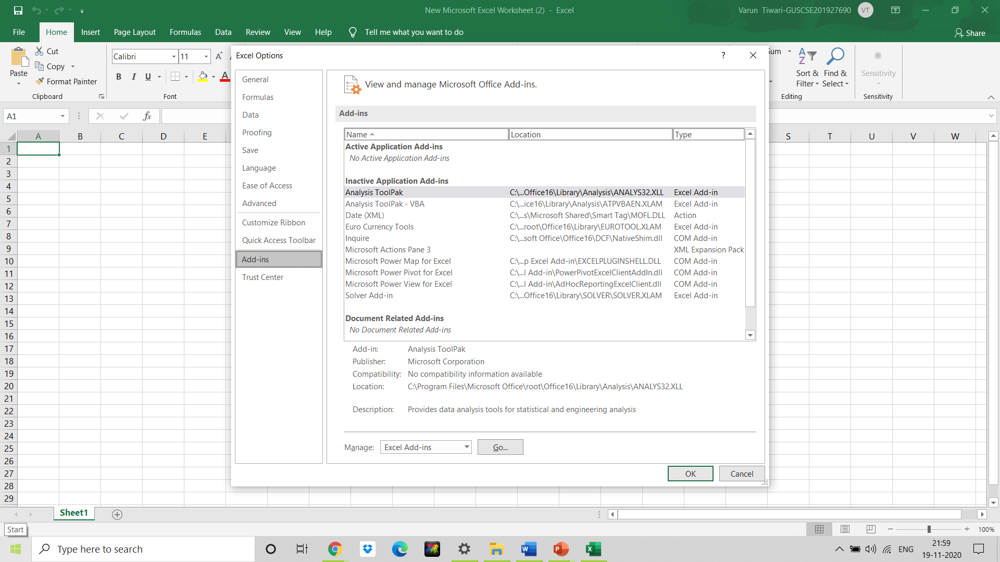 New Microsoft Excel Worksheet (2) - Excel
Varun Tiwari-GUSCSE201927690
VT
File
Home
Insert
Page Layout
Formulas
Data
Review
View
Help
Tell me what you want to do
Share
Paste
Cut
Copy
Format Painter
Clipboard
Calibri
11
A
B I U
A
Font
Sort & Filter
Find & Select
Editing
Sensitivity
Sensitivity
A1
fx
A B C D E S T U V W
1
2
3
4
5
6
7
8
9
10
11
12
13
14
15
16
17
18
19
20
21
22
23
24
25
26
27
28
29
Excel Options
?
General
Formulas
Data
Proofing
Save
Language
Ease of Access
Advanced
Customize Ribbon
Quick Access Toolbar
Add-ins
Trust Center
View and manage Microsoft Office Add-ins.
Add-ins
Name Location Type
Active Application Add-ins
No Active Application Add-ins
Inactive Application Add-ins
Analysis ToolPak C:\...Office16\Library\Analysis\ANALYS32.XLL Excel Add-in
Analysis ToolPak - VBA C:\...ice16\Library\Analysis\ATPVBAEN.XLAM Excel Add-in
Date (XML) C:\...s\Microsoft Shared\Smart Tag\MOFL.DLL Action
Euro Currency Tools C:\...root\Office16\Library\EUROTOOL.XLAM Excel Add-in
Inquire C:\...soft Office\Office16\DCF\NativeShim.dll COM Add-in
Microsoft Actions Pane 3 XML Expansion Pack
Microsoft Power Map for Excel C:\...p Excel Add-in\EXCELPLUGINSHELL.DLL COM Add-in
Microsoft Power Pivot for Excel C:\...l Add-in\PowerPivotExcelClientAddIn.dll COM Add-in
Microsoft Power View for Excel C:\...l Add-in\AdHocReportingExcelClient.dll COM Add-in
Solver Add-in C:\...Office16\Library\SOLVER\SOLVER.XLAM Excel Add-in
Document Related Add-ins
No Document Related Add-ins
Add-in: Analysis ToolPak
Publisher: Microsoft Corporation
Compatibility: No compatibility information available
Location: C:\Program Files\Microsoft Office\root\Office16\Library\Analysis\ANALYS32.XLL
Description: Provides data analysis tools for statistical and engineering analysis
Manage: Excel Add-ins Go...
OK Cancel
Sheet1
Start
100%
Type here to search
ENG
21:59
19-11-2020